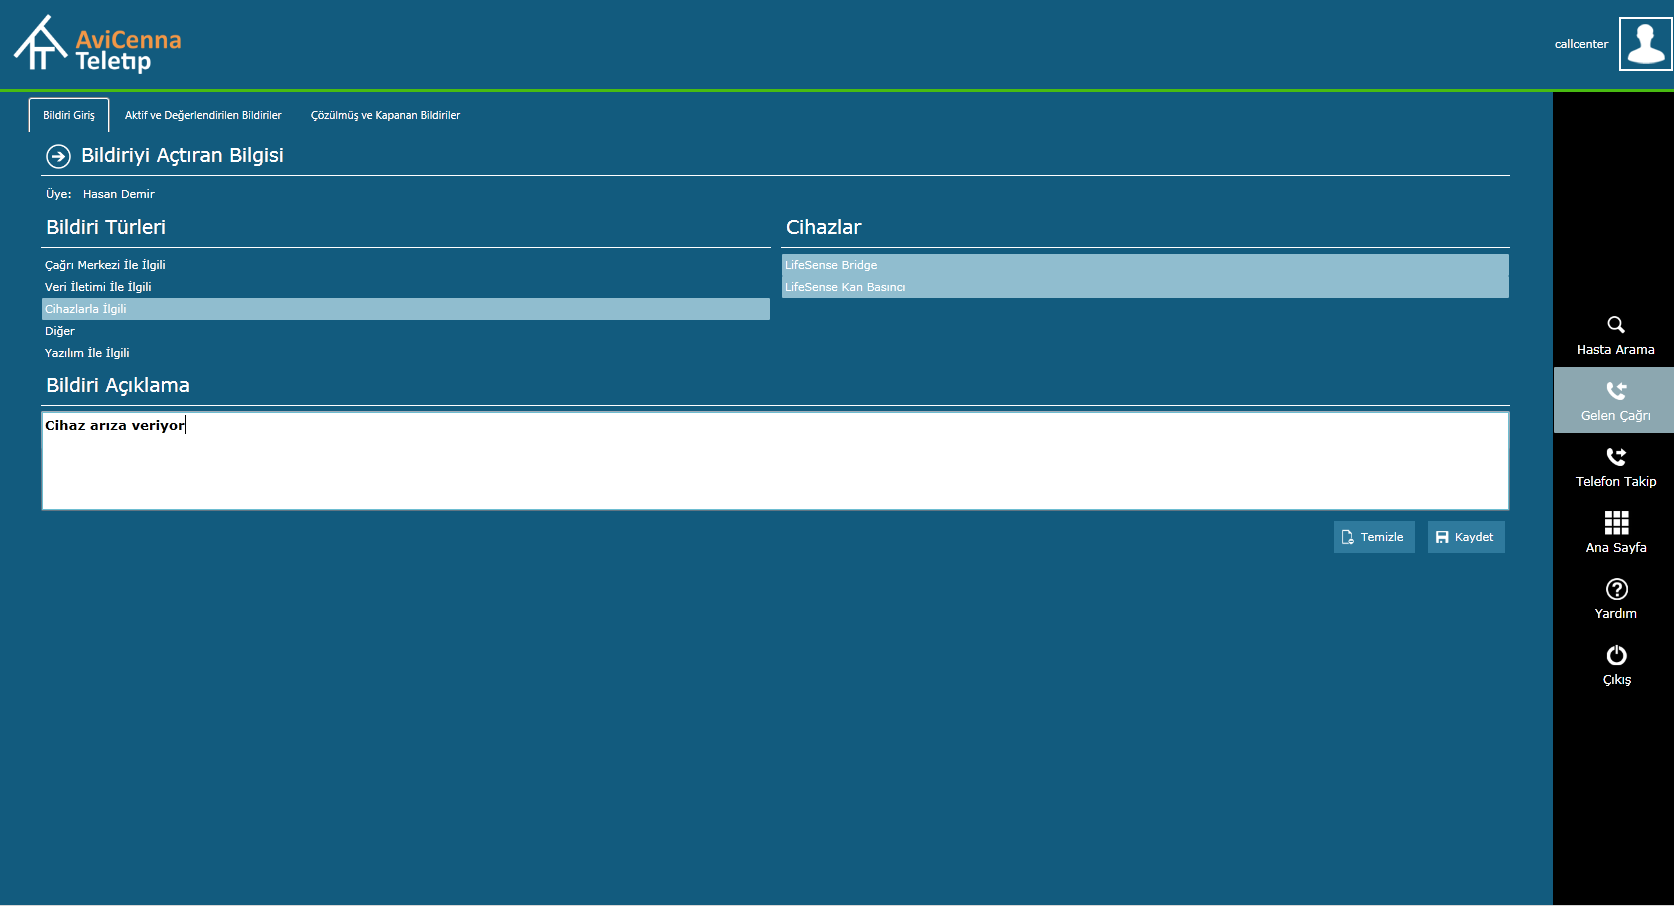 AviCenna
Teletıp
callcenter
Bildiri Giriş
Aktif ve Değerlendirilen Bildiriler
Çözülmüş ve Kapanan Bildiriler
Bildiriyi Açtıran Bilgisi
Üye: Hasan Demir
Bildiri Türleri
Çağrı Merkezi İle İlgili
Veri İletimi İle İlgili
Cihazlarla İlgili
Diğer
Yazılım İle İlgili
Cihazlar
LifeSense Bridge
LifeSense Kan Basıncı
Bildiri Açıklama
Cihaz arıza veriyor
Temizle
Kaydet
Hasta Arama
Gelen Çağrı
Telefon Takip
Ana Sayfa
Yardım
Çıkış